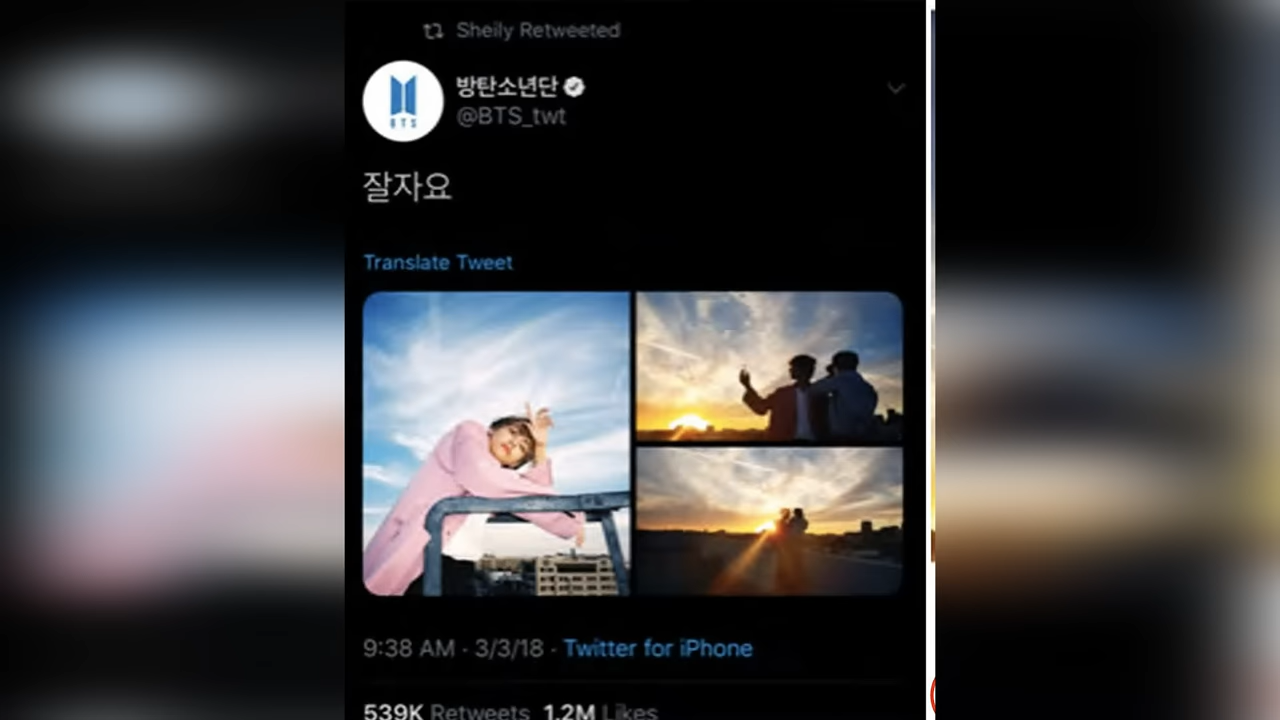 Sheily Retweeted
방탄소년단
@BTS_twt
BTS
잘자요
Translate Tweet
9:38 AM · 3/3/18 · Twitter for iPhone
539K Retweets 1.2M Likes